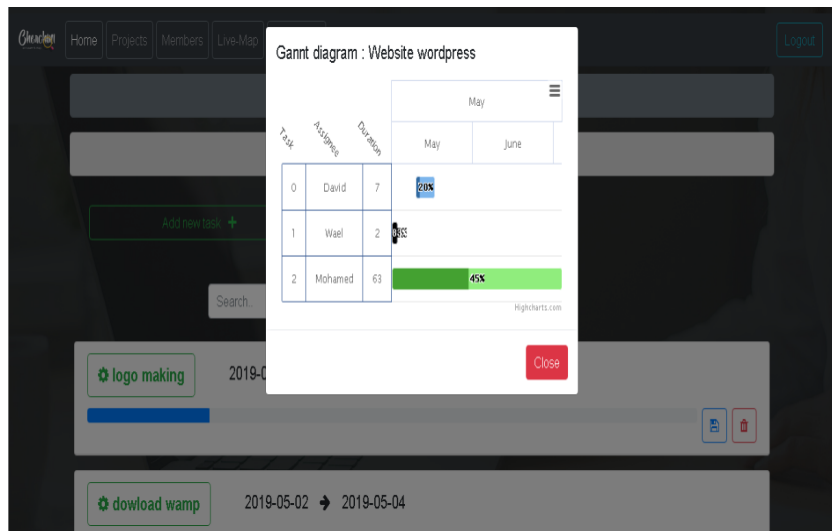 Home Projects Members Live-Map
Logout
Gannt diagram : Website wordpress
May
Task Assignee Duration
May June
0 David 7 20%
1 Wael 2
2 Mohamed 63 45%
Highcharts.com
Close
Add new task +
Search..
logo making 2019-0
dowload wamp 2019-05-02 → 2019-05-04